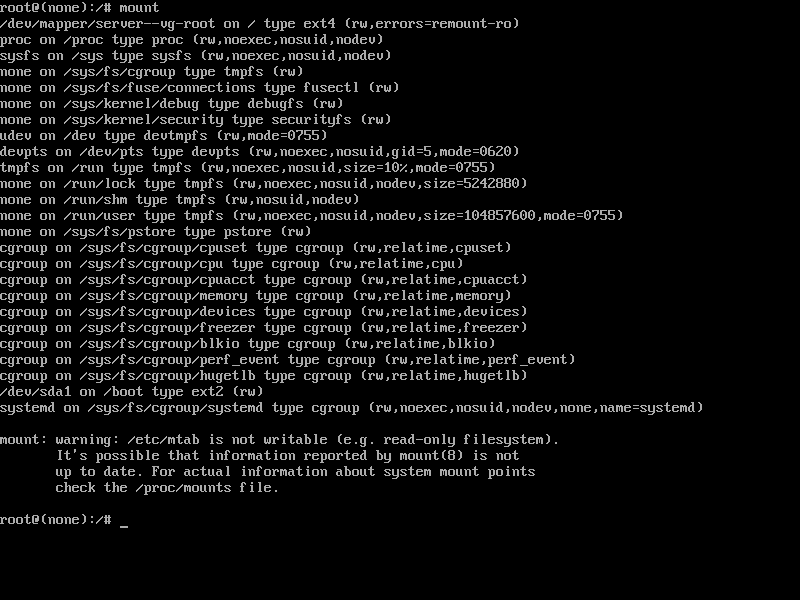 root@(none):/# mount
/dev/mapper/server--vg-root on / type ext4 (rw,errors=remount-ro)
proc on /proc type proc (rw,noexec,nosuid,nodev)
sysfs on /sys type sysfs (rw,noexec,nosuid,nodev)
none on /sys/fs/cgroup type tmpfs (rw)
none on /sys/fs/fuse/connections type fusectl (rw)
none on /sys/kernel/debug type debugfs (rw)
none on /sys/kernel/security type securityfs (rw)
udev on /dev type devtmpfs (rw,mode=0755)
devpts on /dev/pts type devpts (rw,noexec,nosuid,gid=5,mode=0620)
tmpfs on /run type tmpfs (rw,noexec,nosuid,size=10%,mode=0755)
none on /run/lock type tmpfs (rw,noexec,nosuid,nodev,size=5242880)
none on /run/shm type tmpfs (rw,nosuid,nodev)
none on /run/user type tmpfs (rw,noexec,nosuid,nodev,size=104857600,mode=0755)
none on /sys/fs/pstore type pstore (rw)
cgroup on /sys/fs/cgroup/cpuset type cgroup (rw,relatime,cpuset)
cgroup on /sys/fs/cgroup/cpu type cgroup (rw,relatime,cpu)
cgroup on /sys/fs/cgroup/cpuacct type cgroup (rw,relatime,cpuacct)
cgroup on /sys/fs/cgroup/memory type cgroup (rw,relatime,memory)
cgroup on /sys/fs/cgroup/devices type cgroup (rw,relatime,devices)
cgroup on /sys/fs/cgroup/freezer type cgroup (rw,relatime,freezer)
cgroup on /sys/fs/cgroup/blkio type cgroup (rw,relatime,blkio)
cgroup on /sys/fs/cgroup/perf_event type cgroup (rw,relatime,perf_event)
cgroup on /sys/fs/cgroup/hugetlb type cgroup (rw,relatime,hugetlb)
/dev/sda1 on /boot type ext2 (rw)
systemd on /sys/fs/cgroup/systemd type cgroup (rw,noexec,nosuid,nodev,none,name=systemd)
mount: warning: /etc/mtab is not writable (e.g. read-only filesystem).
It's possible that information reported by mount(8) is not
up to date. For actual information about system mount points
check the /proc/mounts file.
root@(none):/# _